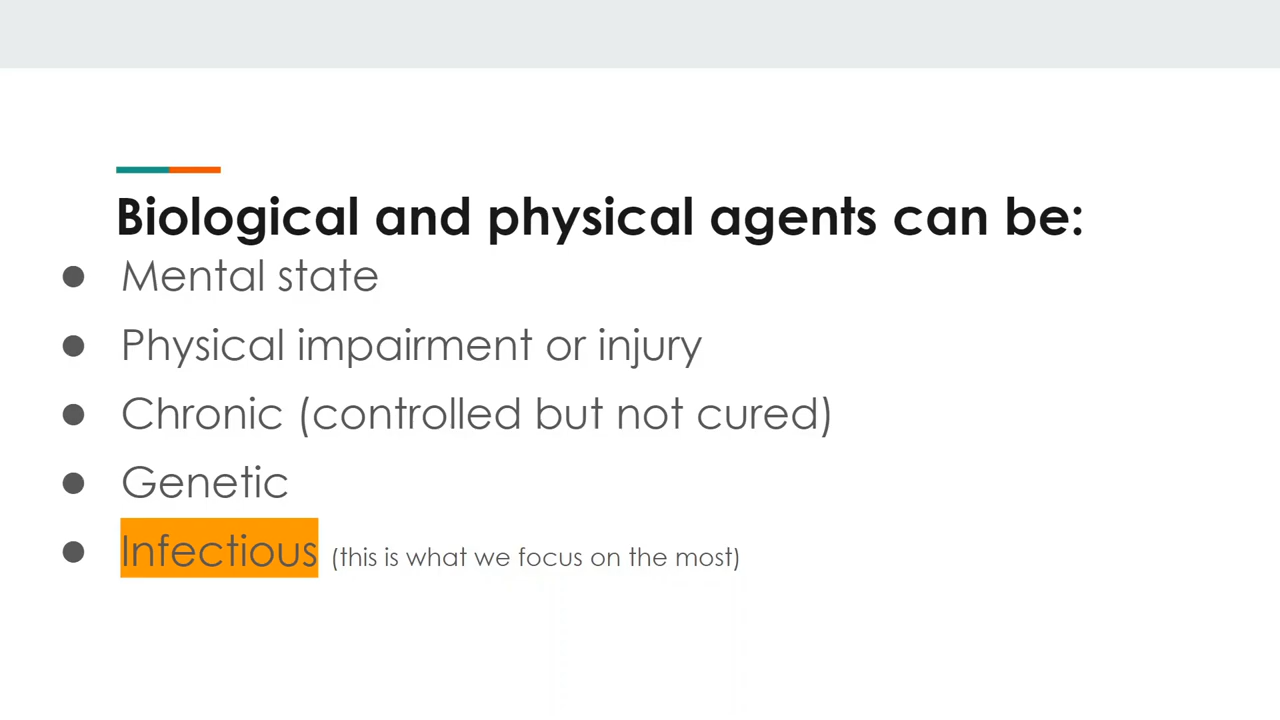 Biological and physical agents can be:
● Mental state
● Physical impairment or injury
● Chronic (controlled but not cured)
● Genetic
● Infectious (this is what we focus on the most)